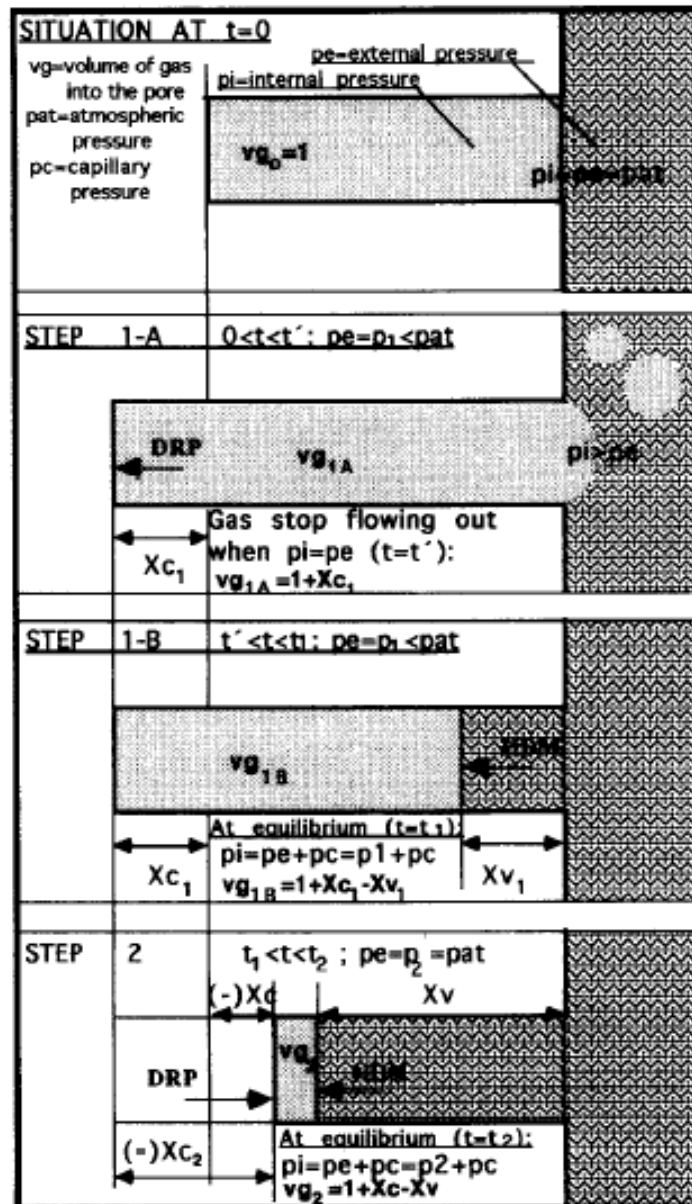 SITUATION AT t=0
vg=volume of gas
into the pore
pat=atmospheric
pressure
pc=capillary
pressure
pe=external pressure
pi=internal pressure
vg₀=1
pi=pe=pat
STEP 1-A 0<t<t´: pe=p₁<pat
DRP
vg₁A
pi>pe
Xc₁
Gas stop flowing out
when pi=pe (t=t´):
vg₁A=1+Xc₁
STEP 1-B t´<t<t₁; pe=p₁<pat
vg₁B
HDM
Xc₁
At equilibrium (t=t₁):
pi=pe+pc=p1+pc
vg₁B=1+Xc₁-Xv₁
Xv₁
STEP 2 t₁<t<t₂ ; pe=p₂=pat
(-)Xc
Xv
vg₂
DRP
HDM
(=)Xc₂
At equilibrium (t=t₂):
pi=pe+pc=p2+pc
vg₂=1+Xc-Xv